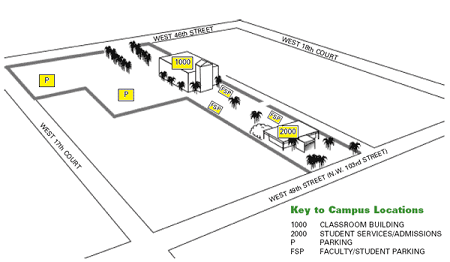 WEST 46th STREET
WEST 18th COURT
1000
P
P
FSP
FSP
FSP
2000
WEST 17th COURT
WEST 49th STREET (N.W. 103rd STREET)
Key to Campus Locations
1000 CLASSROOM BUILDING
2000 STUDENT SERVICES/ADMISSIONS
P PARKING
FSP FACULTY/STUDENT PARKING